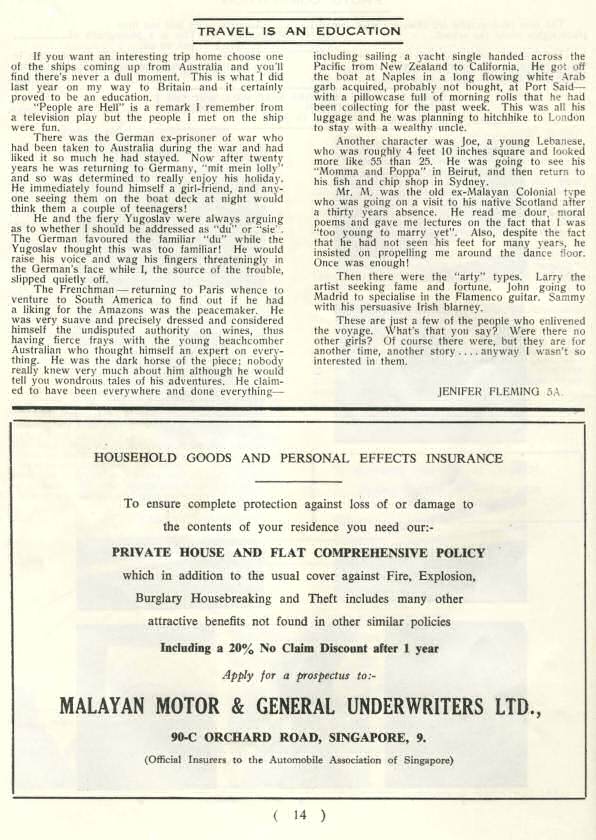 TRAVEL IS AN EDUCATION
If you want an interesting trip home choose one
of the ships coming up from Australia and you'll
find there's never a dull moment. This is what I did
last year on my way to Britain and it certainly
proved to be an education.
"People are Hell" is a remark I remember from
a television play but the people I met on the ship
were fun.
There was the German ex-prisoner of war who
had been taken to Australia during the war and had
liked it so much he had stayed. Now after twenty
years he was returning to Germany, "mit mein lolly"
and so was determined to really enjoy his holiday.
He immediately found himself a girl-friend, and any-
one seeing them on the boat deck at night would
think them a couple of teenagers!
He and the fiery Yugoslav were always arguing
as to whether I should be addressed as "du" or "sie".
The German favoured the familiar "du" while the
Yugoslav thought this was too familiar! He would
raise his voice and wag his fingers threateningly in
the German's face while I, the source of the trouble,
slipped quietly off.
The Frenchman — returning to Paris whence to
venture to South America to find out if he had
a liking for the Amazons was the peacemaker. He
was very suave and precisely dressed and considered
himself the undisputed authority on wines, thus
having fierce frays with the young beachcomber
Australian who thought himself an expert on every-
thing. He was the dark horse of the piece; nobody
really knew very much about him although he would
tell you wondrous tales of his adventures. He claim-
ed to have been everywhere and done everything—
including sailing a yacht single handed across the
Pacific from New Zealand to California. He got off
the boat at Naples in a long flowing white Arab
garb acquired, probably not bought, at Port Said—
with a pillowcase full of morning rolls that he had
been collecting for the past week. This was all his
luggage and he was planning to hitchhike to London
to stay with a wealthy uncle.
Another character was Joe, a young Lebanese,
who was roughly 4 feet 10 inches square and looked
more like 55 than 25. He was going to see his
"Momma and Poppa" in Beirut, and then return to
his fish and chip shop in Sydney.
Mr. M, was the old ex-Malayan Colonial type
who was going on a visit to his native Scotland after
a thirty years absence. He read me dour, moral
poems and gave me lectures on the fact that I was
"too young to marry yet". Also, despite the fact
that he had not seen his feet for many years, he
insisted on propelling me around the dance floor.
Once was enough!
Then there were the "arty" types. Larry the
artist seeking fame and fortune. John going to
Madrid to specialise in the Flamenco guitar. Sammy
with his persuasive Irish blarney.
These are just a few of the people who enlivened
the voyage. What's that you say? Were there no
other girls? Of course there were, but they are for
another time, another story . . . . anyway I wasn't so
interested in them.
JENIFER FLEMING 5A.
HOUSEHOLD GOODS AND PERSONAL EFFECTS INSURANCE
To ensure complete protection against loss of or damage to
the contents of your residence you need our:-
PRIVATE HOUSE AND FLAT COMPREHENSIVE POLICY
which in addition to the usual cover against Fire, Explosion,
Burglary Housebreaking and Theft includes many other
attractive benefits not found in other similar policies
Including a 20% No Claim Discount after 1 year
Apply for a prospectus to:-
MALAYAN MOTOR & GENERAL UNDERWRITERS LTD.,
90-C ORCHARD ROAD, SINGAPORE, 9.
(Official Insurers to the Automobile Association of Singapore)
( 14 )